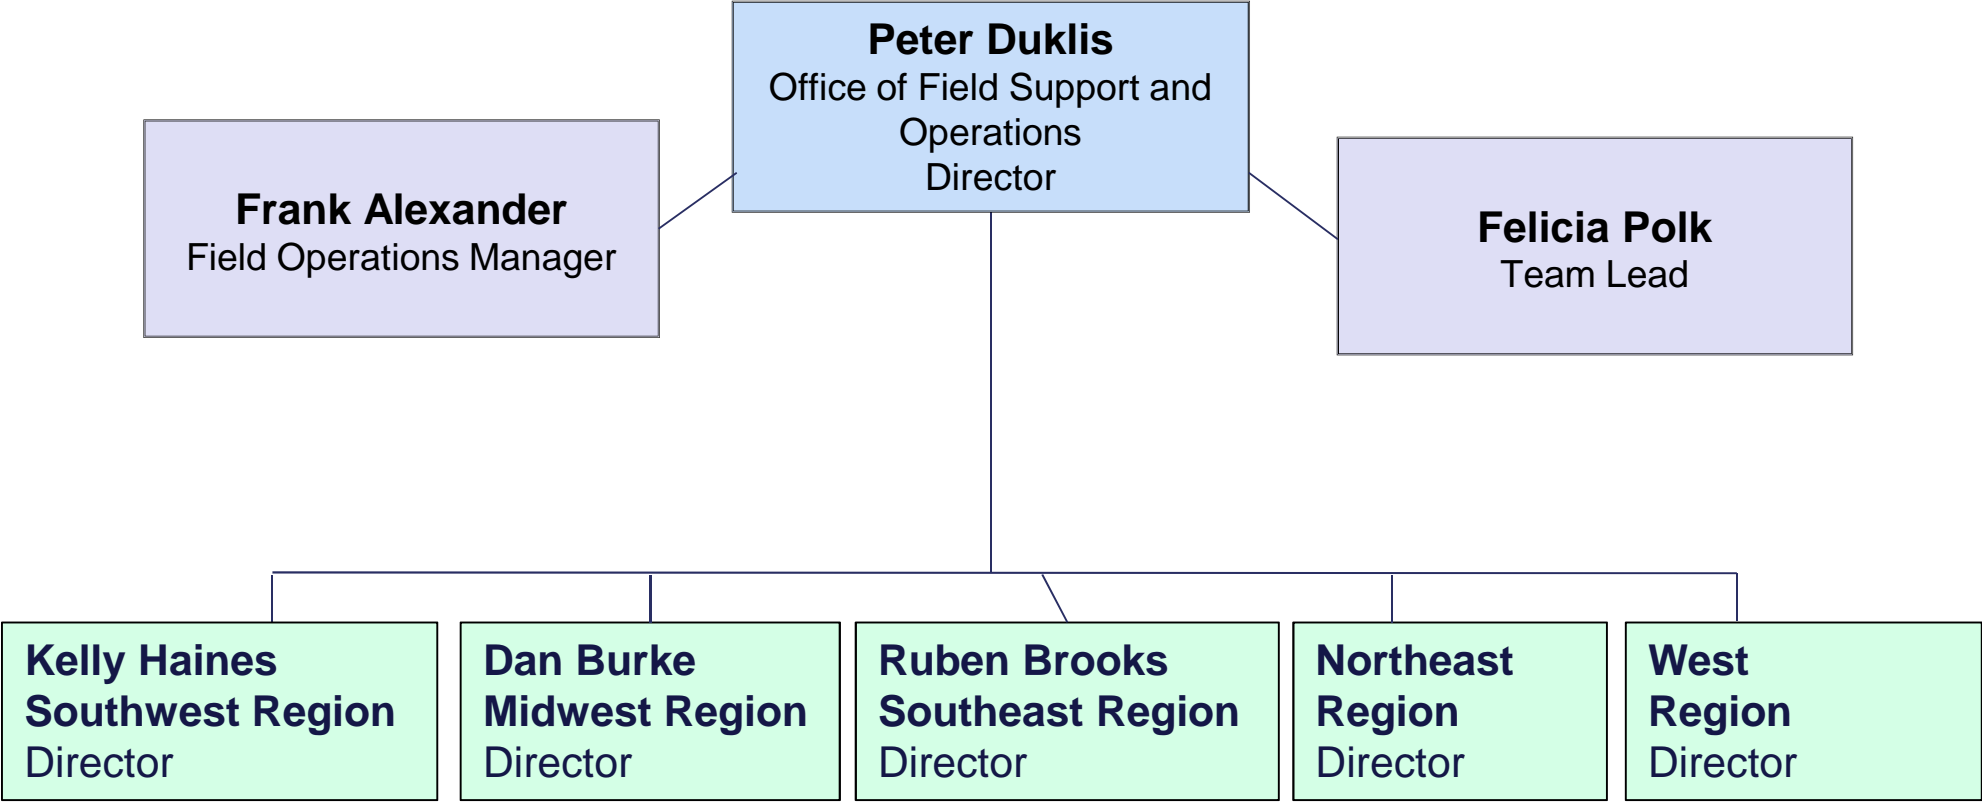 Peter Duklis
Office of Field Support and
Operations
Director
Frank Alexander
Field Operations Manager
Felicia Polk
Team Lead
Kelly Haines
Southwest Region
Director
Dan Burke
Midwest Region
Director
Ruben Brooks
Southeast Region
Director
Northeast
Region
Director
West
Region
Director